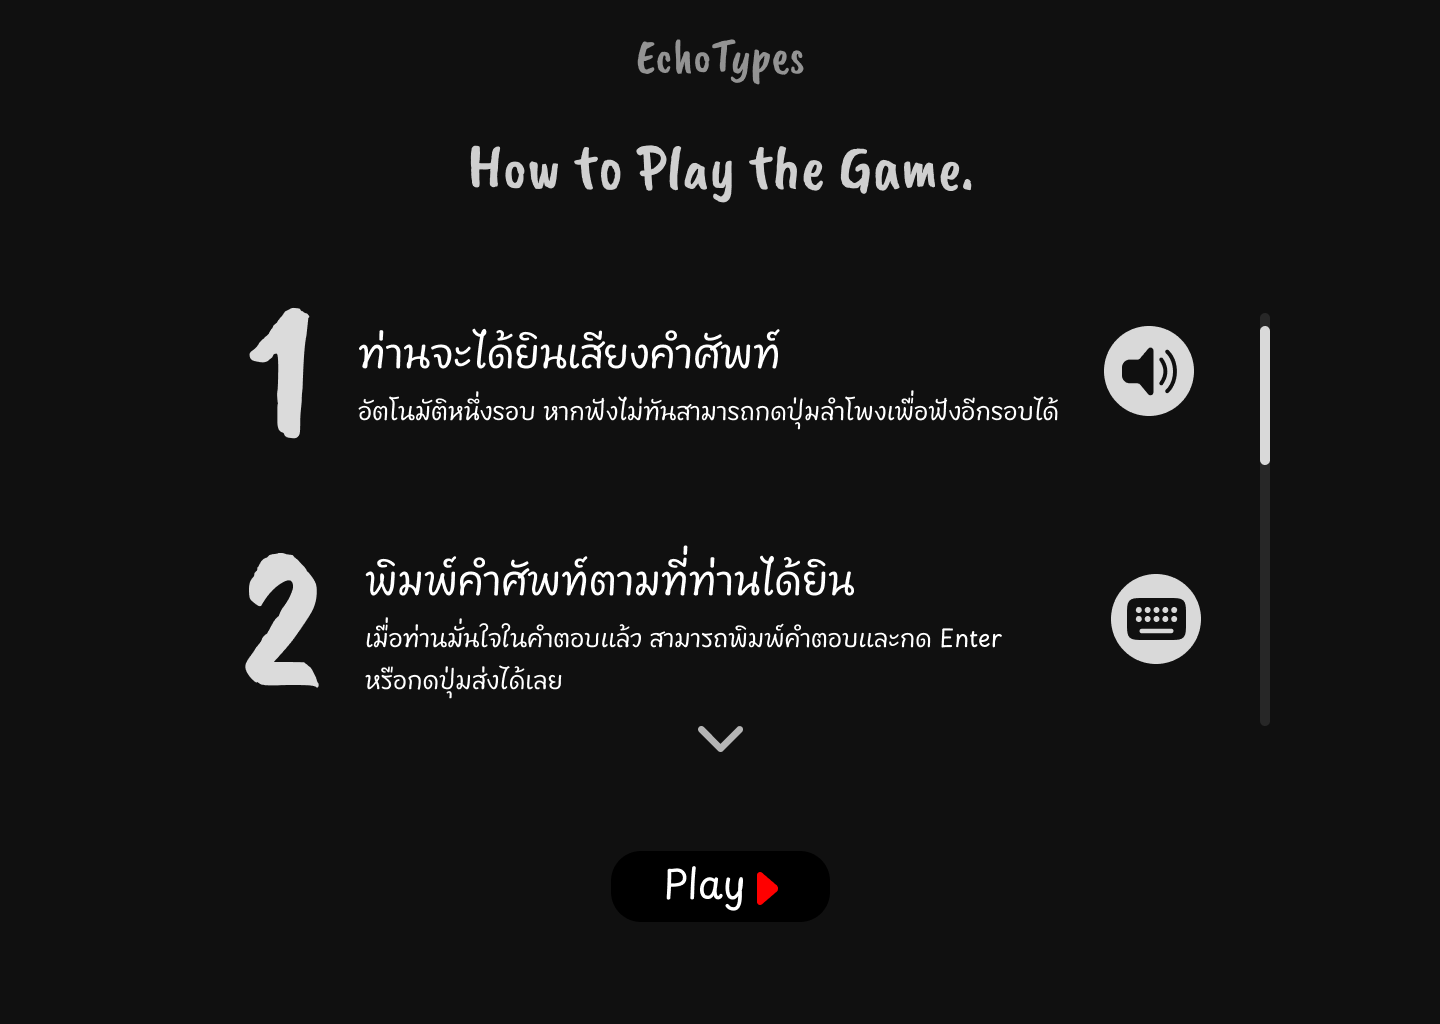 EchoTypes
How to Play the Game.
1
ท่านจะได้ยินเสียงคำศัพท์
อัตโนมัติหนึ่งรอบ หากฟังไม่ทันสามารถกดปุ่มลำโพงเพื่อฟังอีกรอบได้
2
พิมพ์คำศัพท์ตามที่ท่านได้ยิน
เมื่อท่านมั่นใจในคำตอบแล้ว สามารถพิมพ์คำตอบและกด Enter
หรือกดปุ่มส่งได้เลย
Play